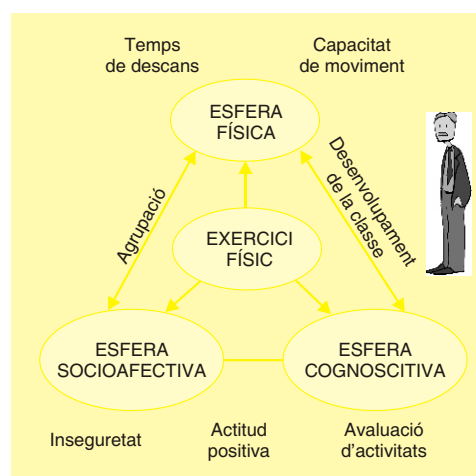 Temps
de descans
Capacitat
de moviment
ESFERA
FÍSICA
Agrupació
Desenvolupament
de la classe
EXERCICI
FÍSIC
ESFERA
SOCIOAFECTIVA
ESFERA
COGNOSCITIVA
Inseguretat
Actitud
positiva
Avaluació
d’activitats